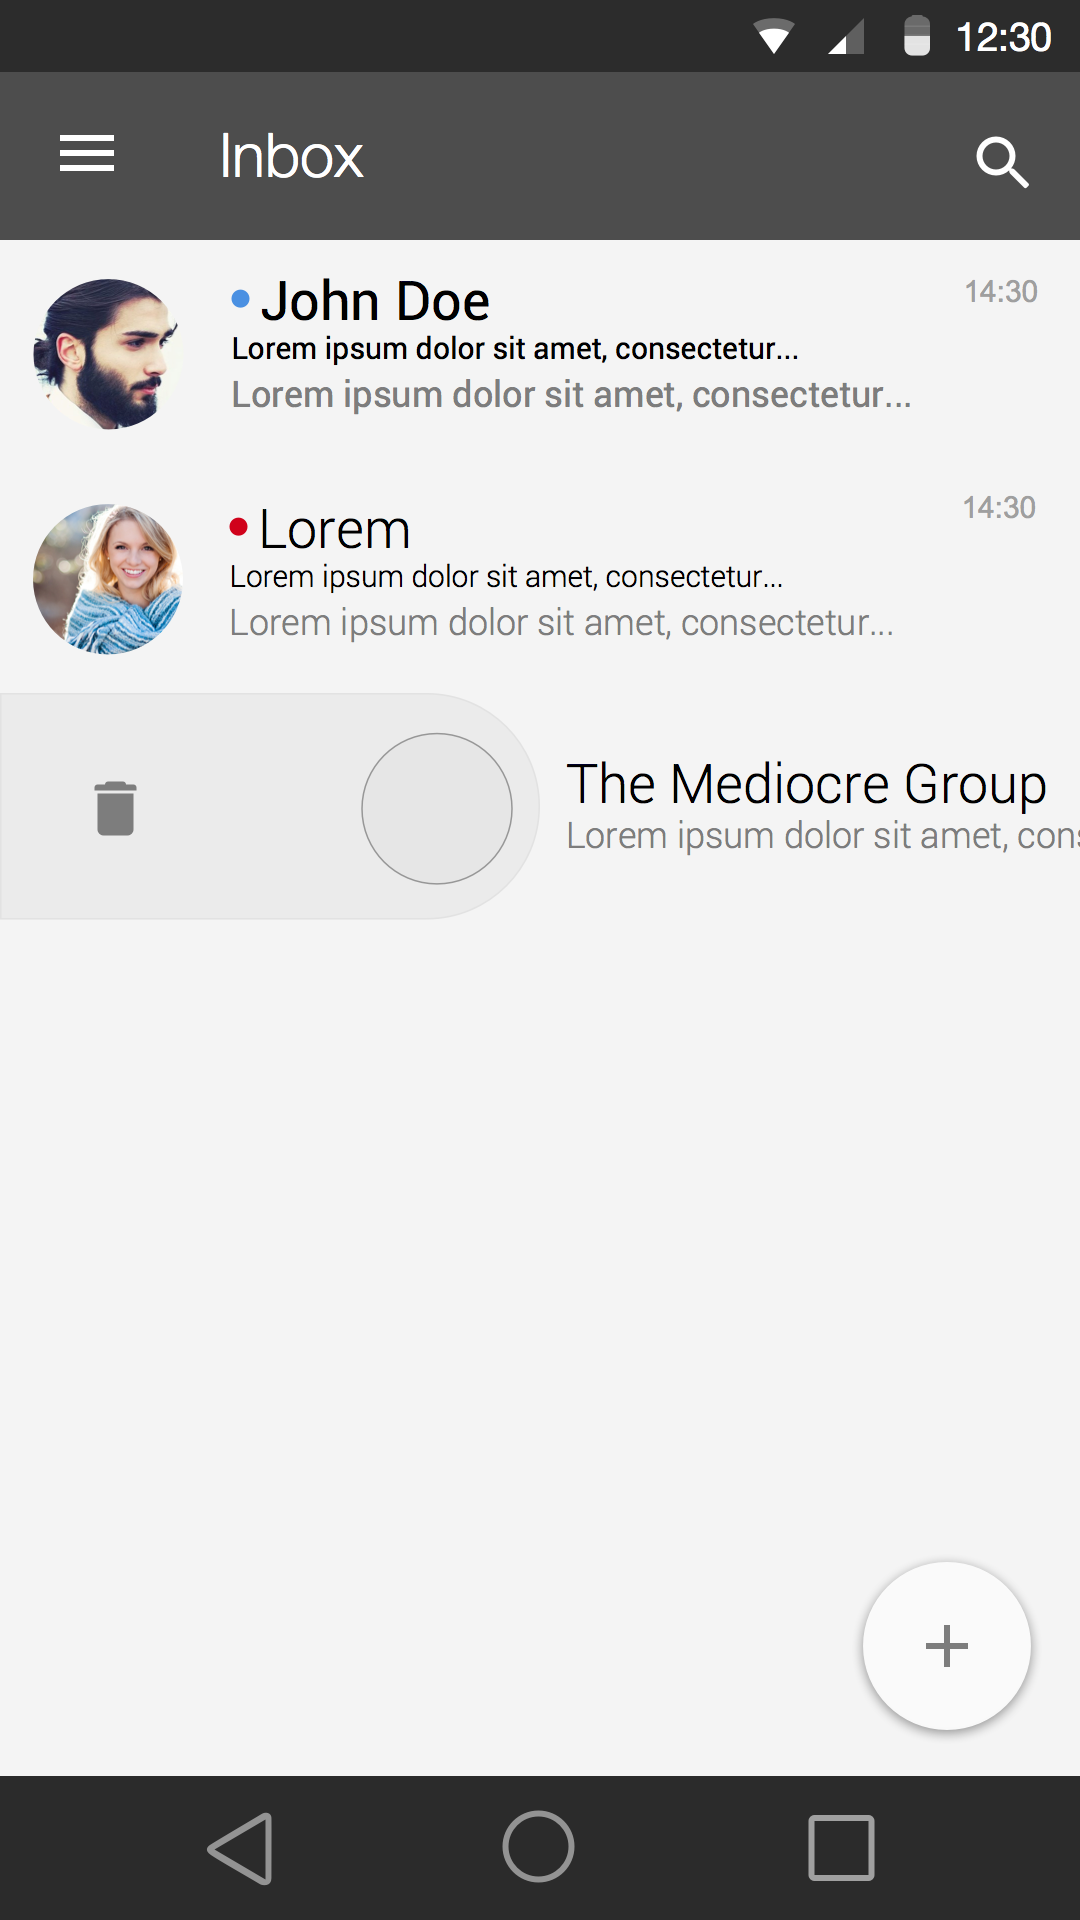 12:30
Inbox
John Doe
14:30
Lorem ipsum dolor sit amet, consectetur...
Lorem ipsum dolor sit amet, consectetur...
Lorem
14:30
Lorem ipsum dolor sit amet, consectetur...
Lorem ipsum dolor sit amet, consectetur...
The Mediocre Group
Lorem ipsum dolor sit amet, cons